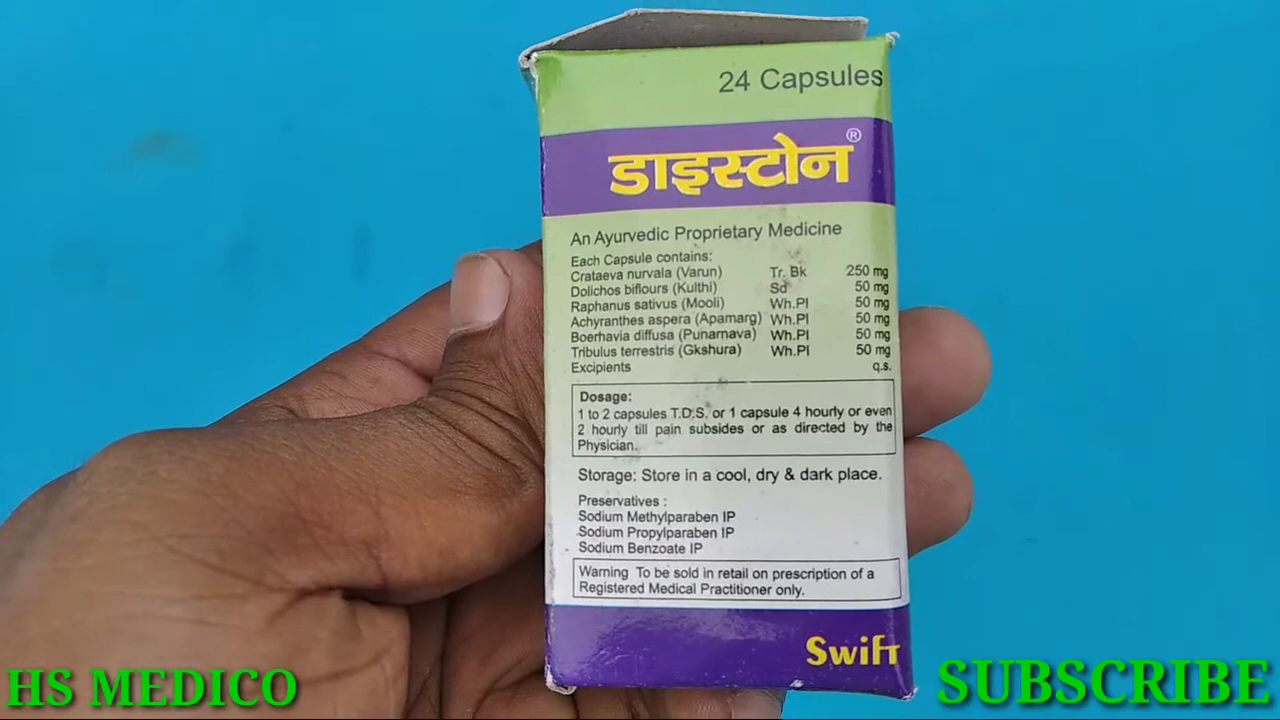 24 Capsules
डाइस्टोन®
An Ayurvedic Proprietary Medicine
Each Capsule contains:
Crataeva nurvala (Varun) Tr. Bk 250 mg
Dolichos biflours (Kulthi) Sd 50 mg
Raphanus sativus (Mooli) Wh.Pl 50 mg
Achyranthes aspera (Apamarg) Wh.Pl 50 mg
Boerhavia diffusa (Punarnava) Wh.Pl 50 mg
Tribulus terrestris (Gkshura) Wh.Pl 50 mg
Excipients q.s.
Dosage:
1 to 2 capsules T.D.S. or 1 capsule 4 hourly or even
2 hourly till pain subsides or as directed by the
Physician.
Storage: Store in a cool, dry & dark place.
Preservatives :
Sodium Methylparaben IP
Sodium Propylparaben IP
Sodium Benzoate IP
Warning To be sold in retail on prescription of a
Registered Medical Practitioner only.
Swift
HS MEDICO
SUBSCRIBE